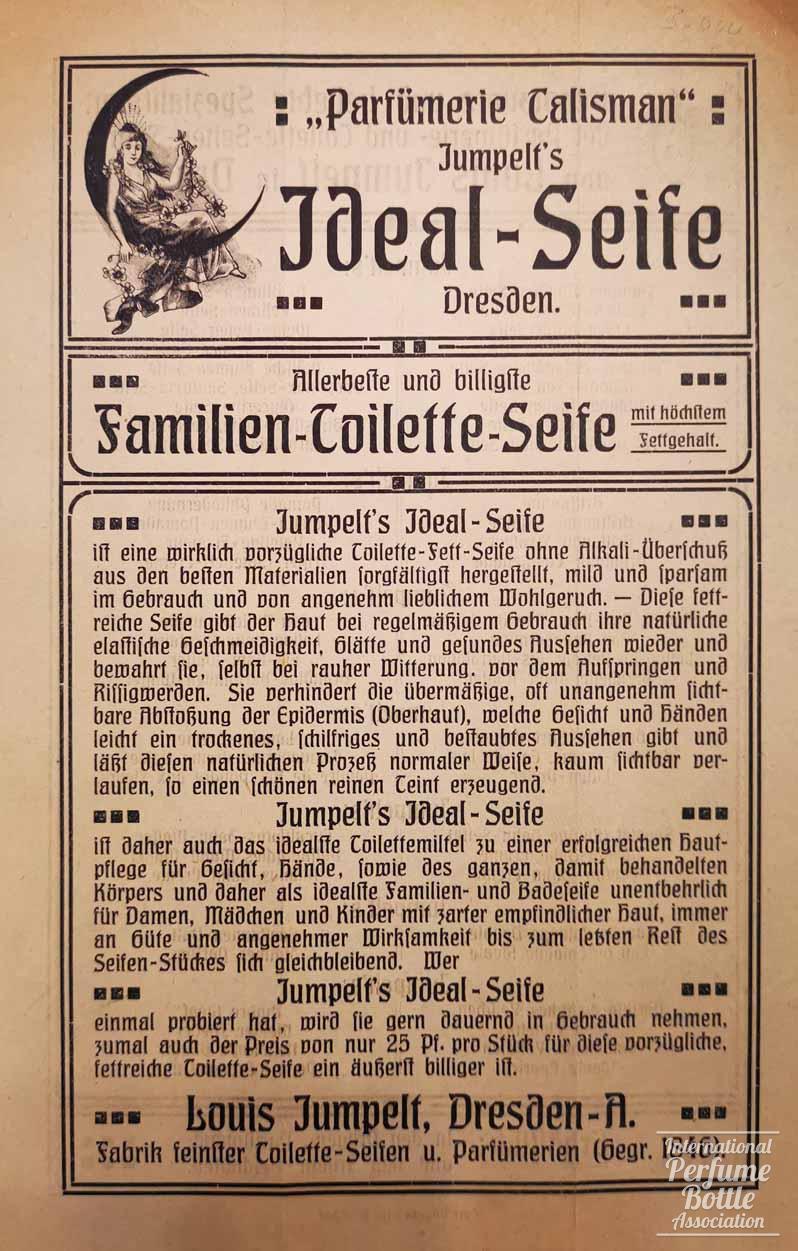 „Parfümerie Talisman“
Jumpelt's
Ideal-Seife
Dresden.
Allerbeste und billigste
Familien-Toilette-Seife
mit höchstem
Fettgehalt.
Jumpelt's Ideal-Seife
ist eine wirklich vorzügliche Toilette-Fett-Seife ohne Alkali-Überschuß
aus den besten Materialien sorgfältigst hergestellt, mild und sparsam
im Gebrauch und von angenehm lieblichem Wohlgeruch. — Diese fett-
reiche Seife gibt der Haut bei regelmäßigem Gebrauch ihre natürliche
elastische Geschmeidigkeit, Glätte und gesundes Aussehen wieder und
bewahrt sie, selbst bei rauher Witterung. vor dem Aufspringen und
Rissigwerden. Sie verhindert die übermäßige, oft unangenehm sicht-
bare Abstoßung der Epidermis (Oberhaut), welche Gesicht und Händen
leicht ein trockenes, schilfriges und bestaubtes Aussehen gibt und
läßt diesen natürlichen Prozeß normaler Weise, kaum sichtbar ver-
laufen, so einen schönen reinen Teint erzeugend.
Jumpelt's Ideal-Seife
ist daher auch das idealste Toilettemittel zu einer erfolgreichen Haut-
pflege für Gesicht, Hände, sowie des ganzen, damit behandelten
Körpers und daher als idealste Familien- und Badeseife unentbehrlich
für Damen, Mädchen und Kinder mit zarter empfindlicher Haut, immer
an Güte und angenehmer Wirksamkeit bis zum letzten Rest des
Seifen-Stückes sich gleichbleibend. Wer
Jumpelt's Ideal-Seife
einmal probiert hat, wird sie gern dauernd in Gebrauch nehmen,
zumal auch der Preis von nur 25 Pf. pro Stück für diese vorzügliche,
fettreiche Toilette-Seife ein äußerst billiger ist.
Louis Jumpelt, Dresden-A.
Fabrik feinster Toilette-Seifen u. Parfümerien (Gegr.
International
Perfume
Bottle
Association